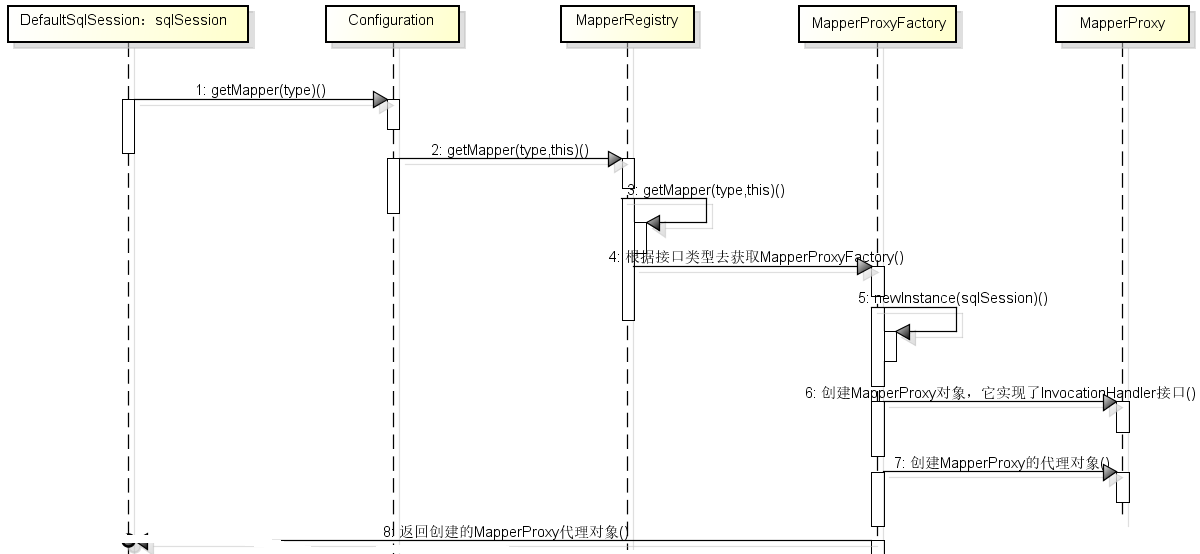 DefaultSqlSession：sqlSession
Configuration
MapperRegistry
MapperProxyFactory
MapperProxy
1: getMapper(type)()
2: getMapper(type,this)()
3: getMapper(type,this)()
4: 根据接口类型去获取MapperProxyFactory()
5: newInstance(sqlSession)()
6: 创建MapperProxy对象，它实现了InvocationHandler接口()
7: 创建MapperProxy的代理对象()
8: 返回创建的MapperProxy代理对象()